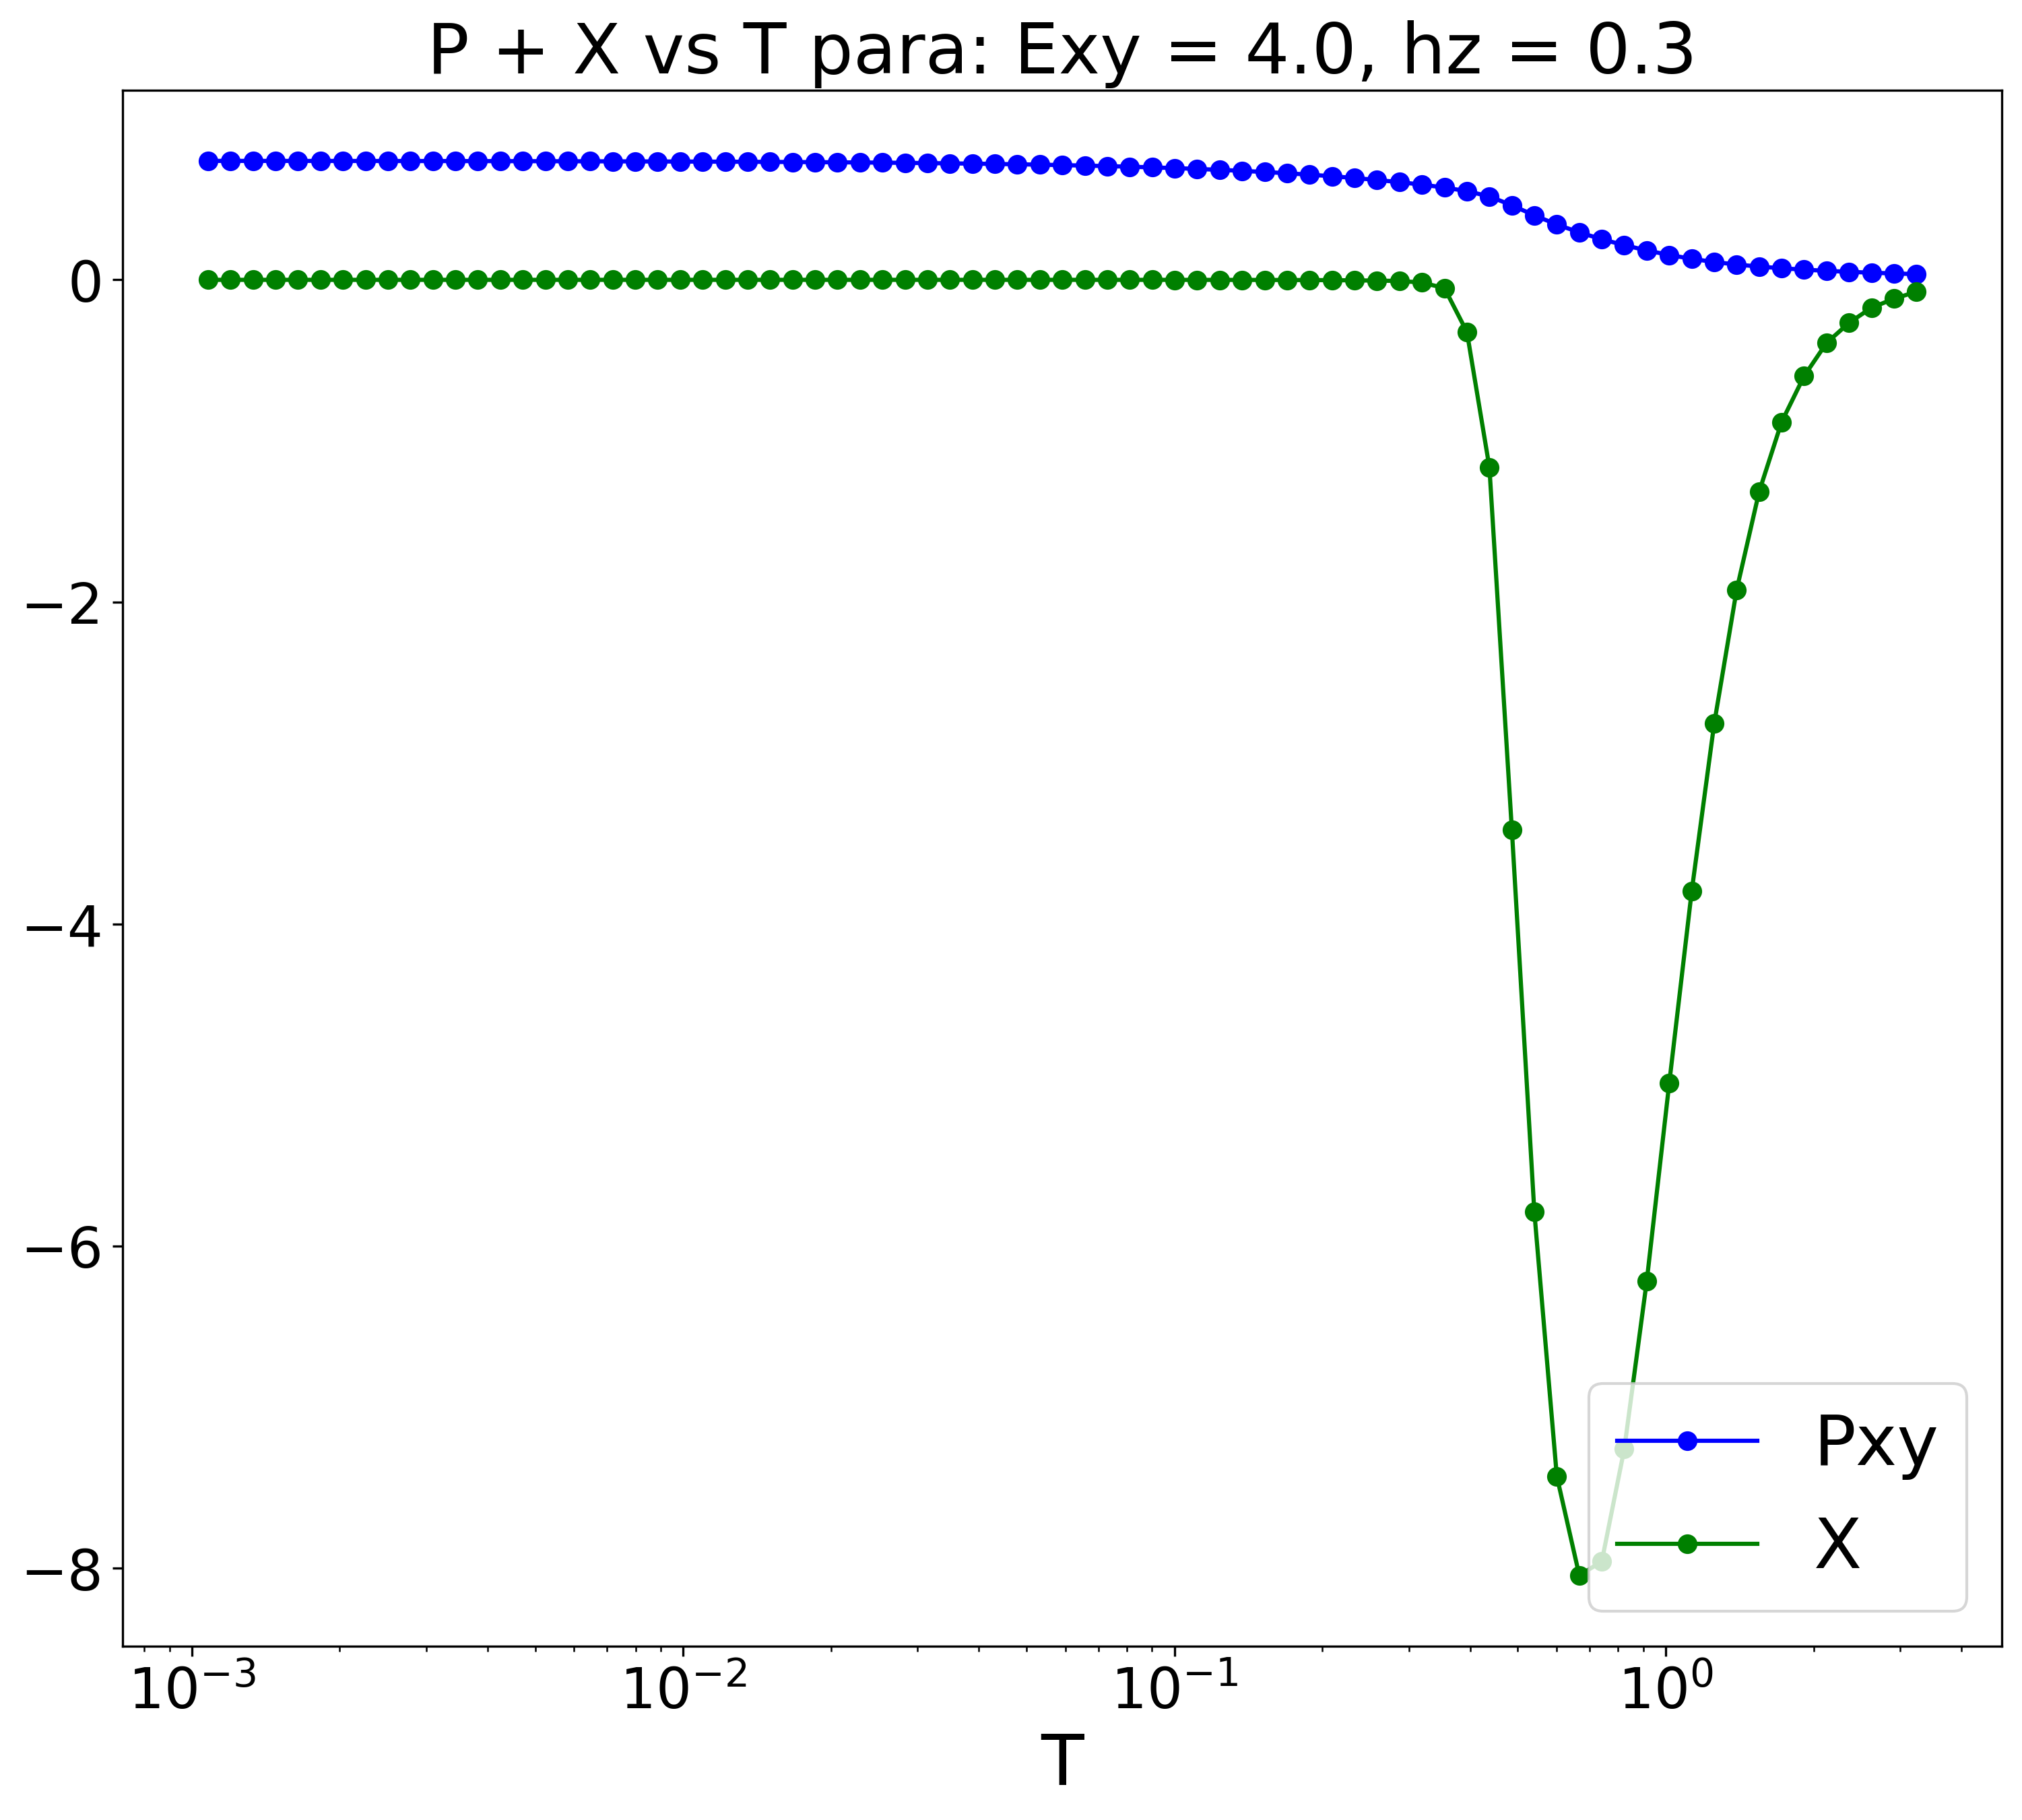 P + X vs T para: Exy = 4.0, hz = 0.3
0
−2
−4
−6
−8
10⁻³ 10⁻² 10⁻¹ 10⁰
T
Pxy
X